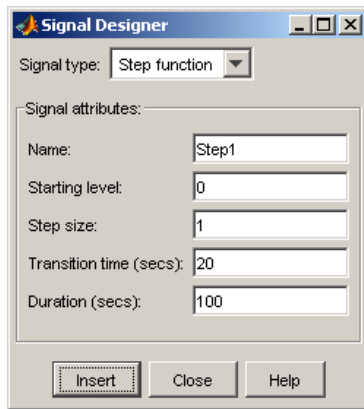 Signal Designer
Signal type: Step function
Signal attributes:
Name: Step1
Starting level: 0
Step size: 1
Transition time (secs): 20
Duration (secs): 100
Insert Close Help